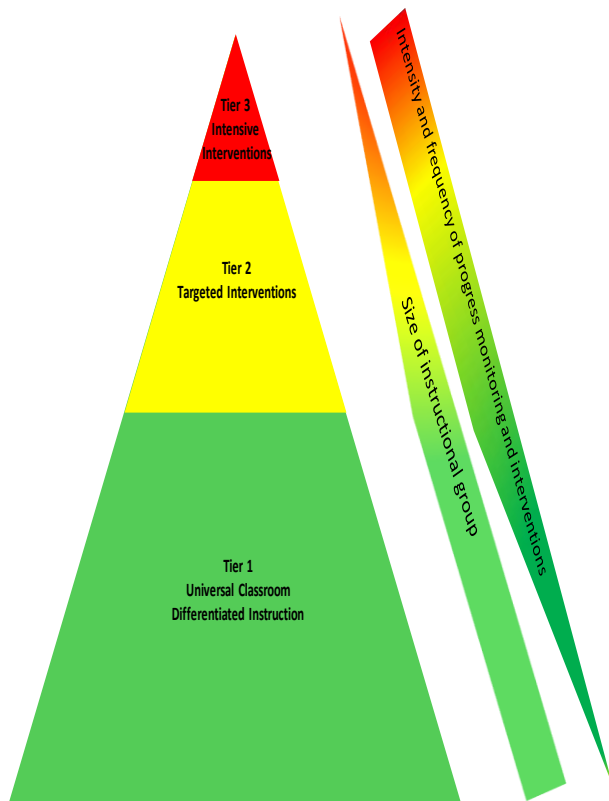 Tier 3
Intensive
Interventions
Tier 2
Targeted Interventions
Tier 1
Universal Classroom
Differentiated Instruction
Size of instructional group
Intensity and frequency of progress monitoring and interventions